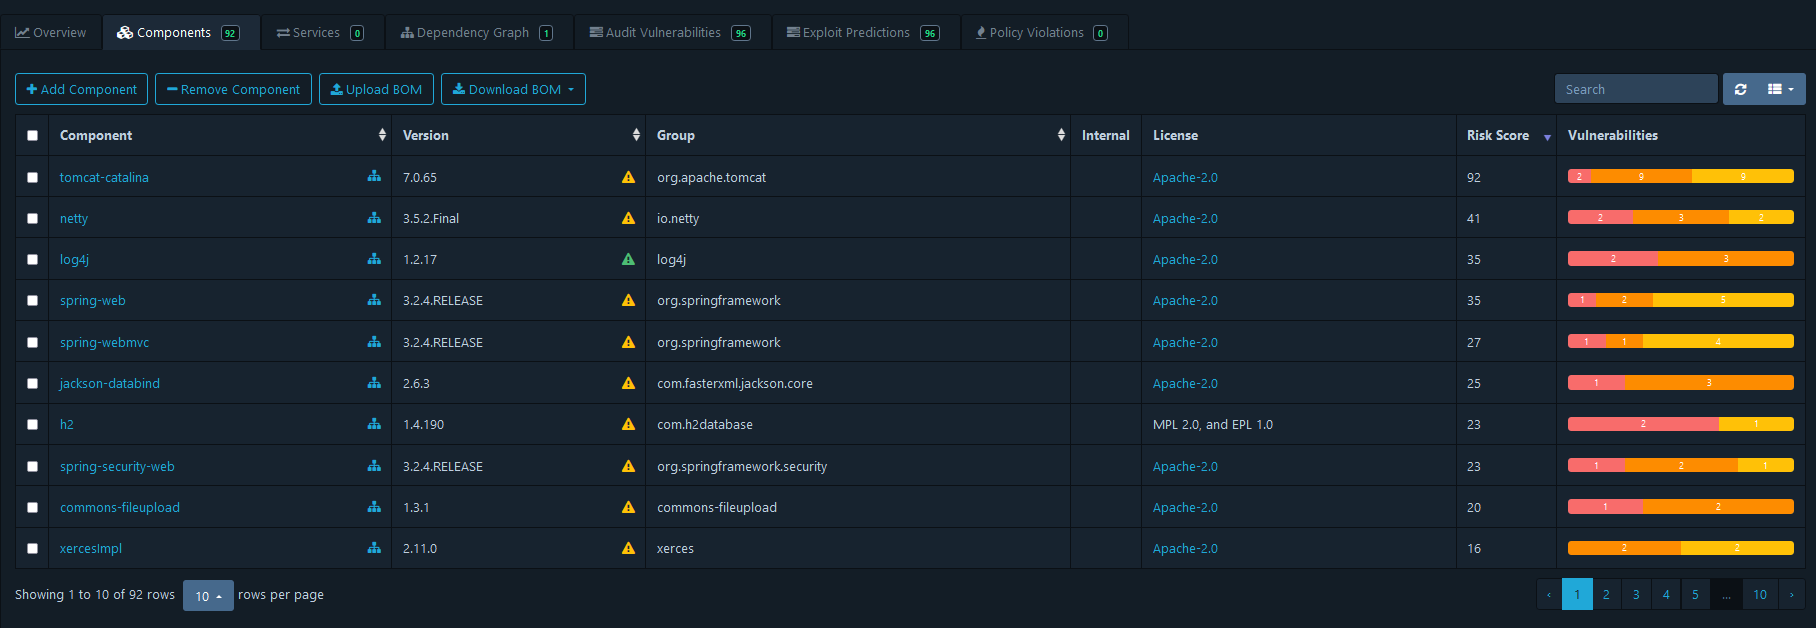 Overview Components 92 Services 0 Dependency Graph 1 Audit Vulnerabilities 96 Exploit Predictions 96 Policy Violations 0
Add Component Remove Component Upload BOM Download BOM Search
Component Version Group Internal License Risk Score Vulnerabilities
tomcat-catalina 7.0.65 org.apache.tomcat Apache-2.0 92 2 9 9
netty 3.5.2.Final io.netty Apache-2.0 41 2 3 2
log4j 1.2.17 log4j Apache-2.0 35 2 3
spring-web 3.2.4.RELEASE org.springframework Apache-2.0 35 1 2 5
spring-webmvc 3.2.4.RELEASE org.springframework Apache-2.0 27 1 1 4
jackson-databind 2.6.3 com.fasterxml.jackson.core Apache-2.0 25 1 3
h2 1.4.190 com.h2database MPL 2.0, and EPL 1.0 23 2 1
spring-security-web 3.2.4.RELEASE org.springframework.security Apache-2.0 23 1 2 1
commons-fileupload 1.3.1 commons-fileupload Apache-2.0 20 1 2
xercesImpl 2.11.0 xerces Apache-2.0 16 2 2
Showing 1 to 10 of 92 rows 10 rows per page ‹ 1 2 3 4 5 ... 10 ›